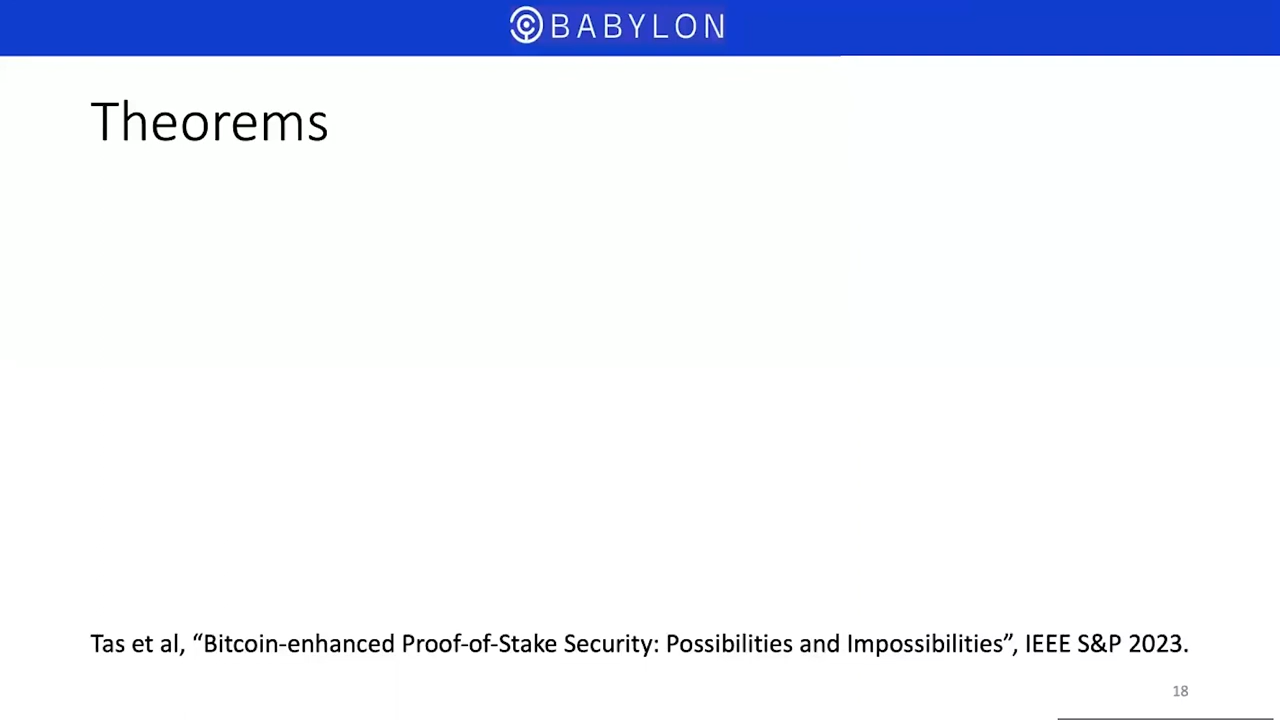 BABYLON
Theorems
Tas et al, “Bitcoin-enhanced Proof-of-Stake Security: Possibilities and Impossibilities”, IEEE S&P 2023.
18